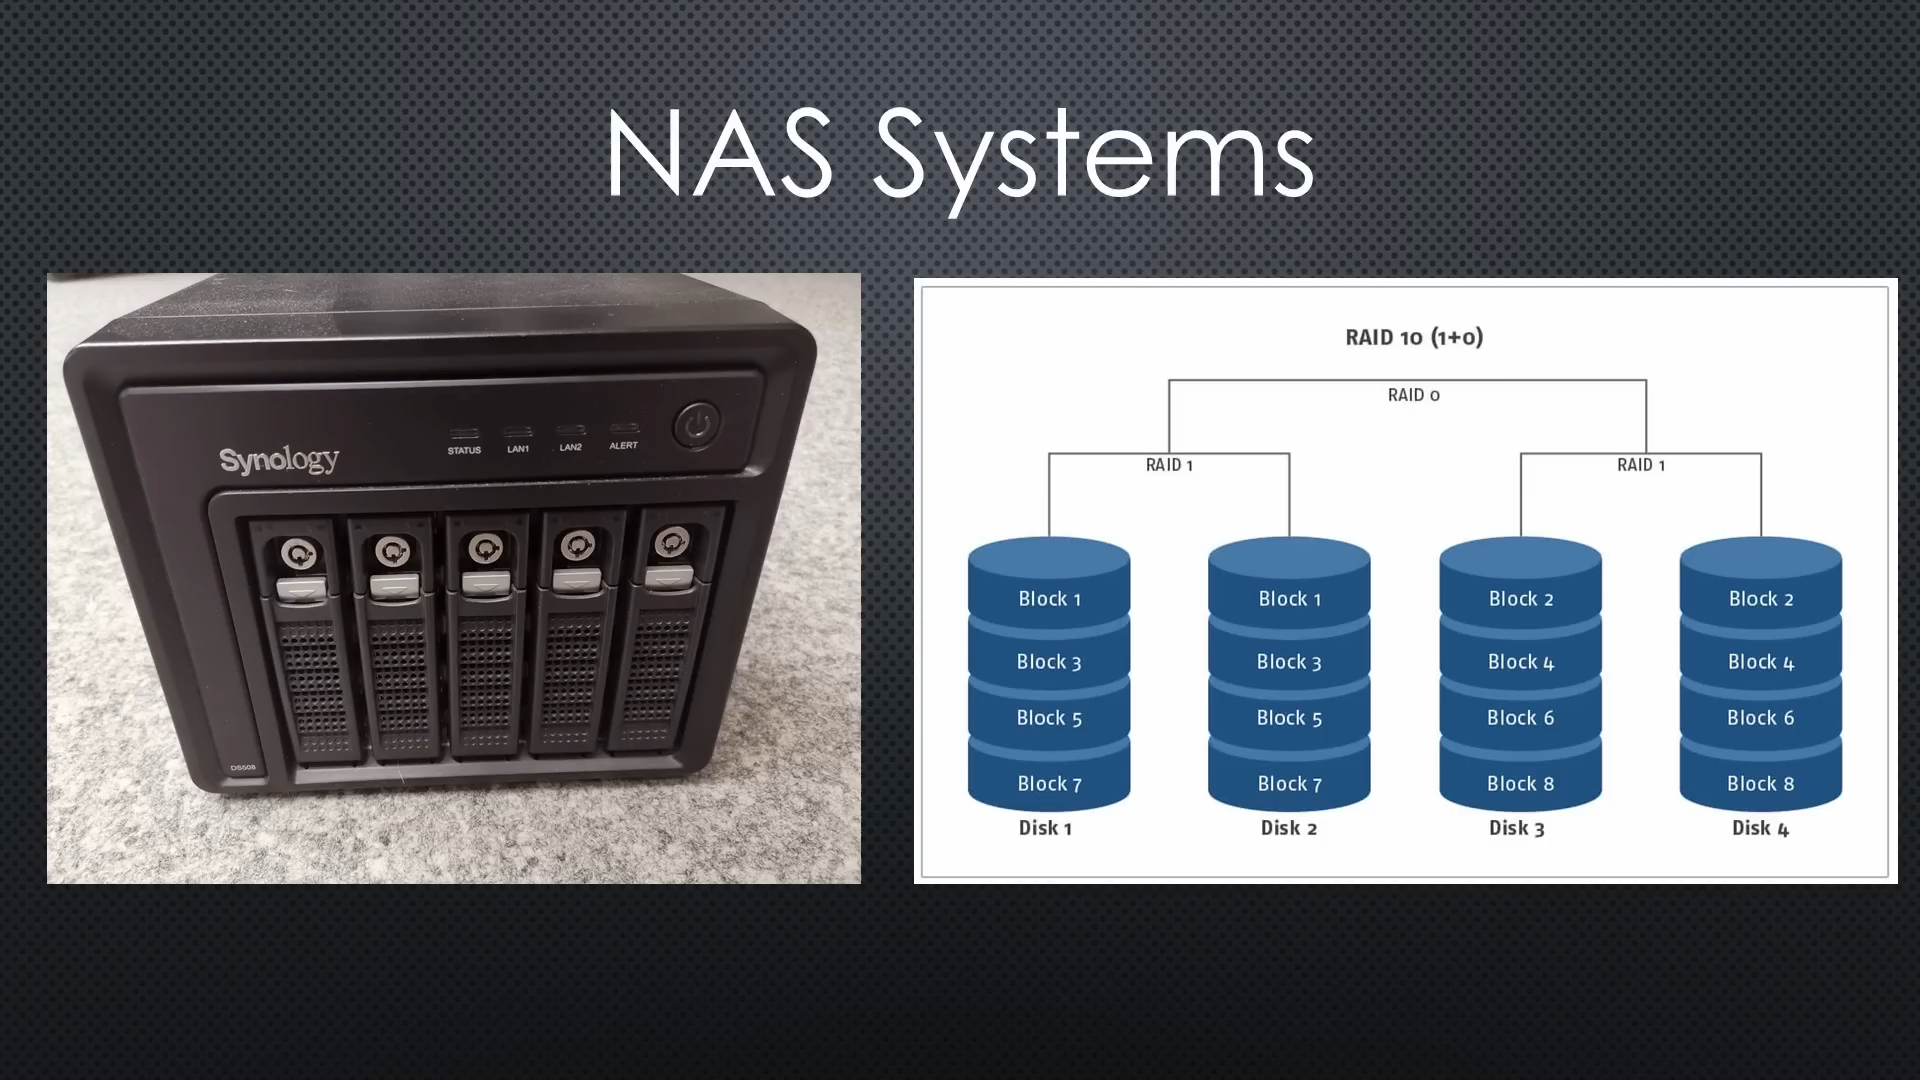 NAS Systems
Synology
STATUS LAN1 LAN2 ALERT
DS508
RAID 10 (1+0)
RAID 0
RAID 1 RAID 1
Block 1 Block 1 Block 2 Block 2
Block 3 Block 3 Block 4 Block 4
Block 5 Block 5 Block 6 Block 6
Block 7 Block 7 Block 8 Block 8
Disk 1 Disk 2 Disk 3 Disk 4